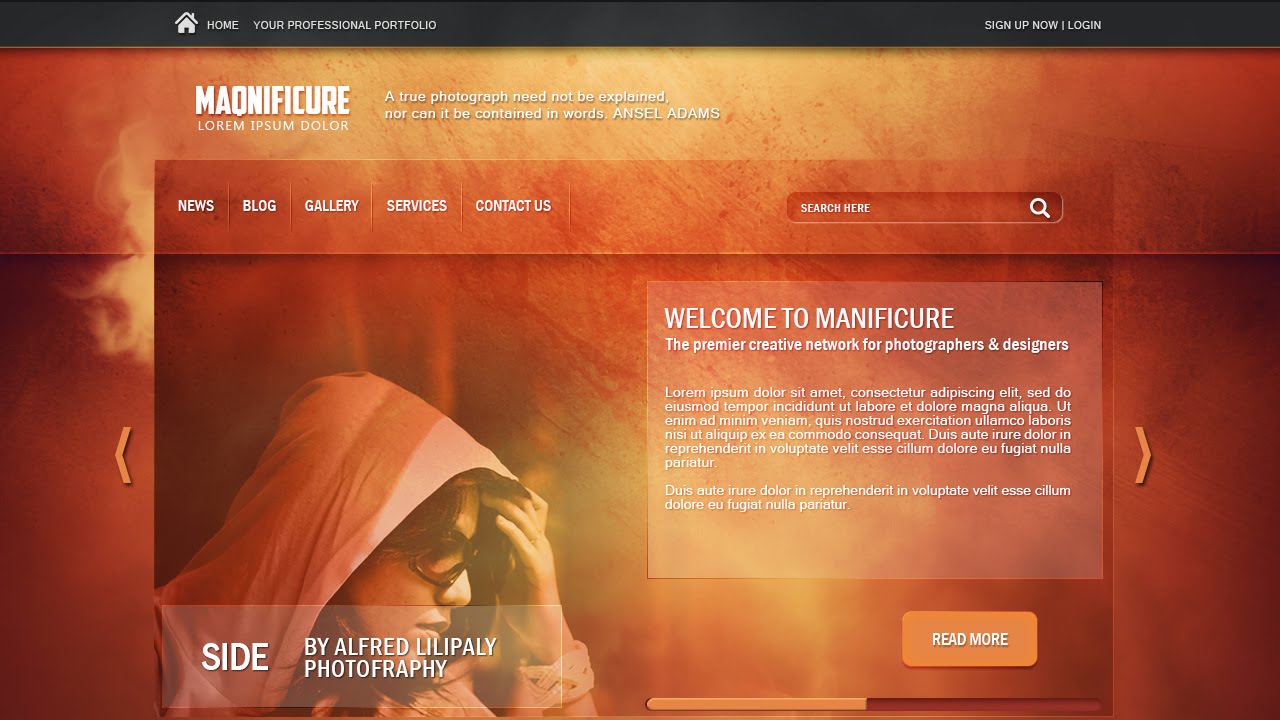 HOME YOUR PROFESSIONAL PORTFOLIO SIGN UP NOW | LOGIN
MAQNIFICURE
LOREM IPSUM DOLOR
A true photograph need not be explained,
nor can it be contained in words. ANSEL ADAMS
NEWS BLOG GALLERY SERVICES CONTACT US SEARCH HERE
WELCOME TO MANIFICURE
The premier creative network for photographers & designers
Lorem ipsum dolor sit amet, consectetur adipiscing elit, sed do
eiusmod tempor incididunt ut labore et dolore magna aliqua. Ut
enim ad minim veniam, quis nostrud exercitation ullamco laboris
nisi ut aliquip ex ea commodo consequat. Duis aute irure dolor in
reprehenderit in voluptate velit esse cillum dolore eu fugiat nulla
pariatur.
Duis aute irure dolor in reprehenderit in voluptate velit esse cillum
dolore eu fugiat nulla pariatur.
READ MORE
SIDE
BY ALFRED LILIPALY
PHOTOFRAPHY